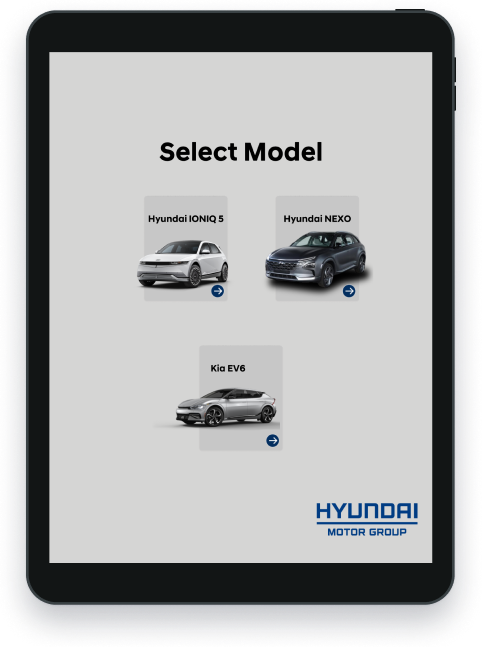 Select Model
Hyundai IONIQ 5
Hyundai NEXO
Kia EV6
HYUNDAI
MOTOR GROUP